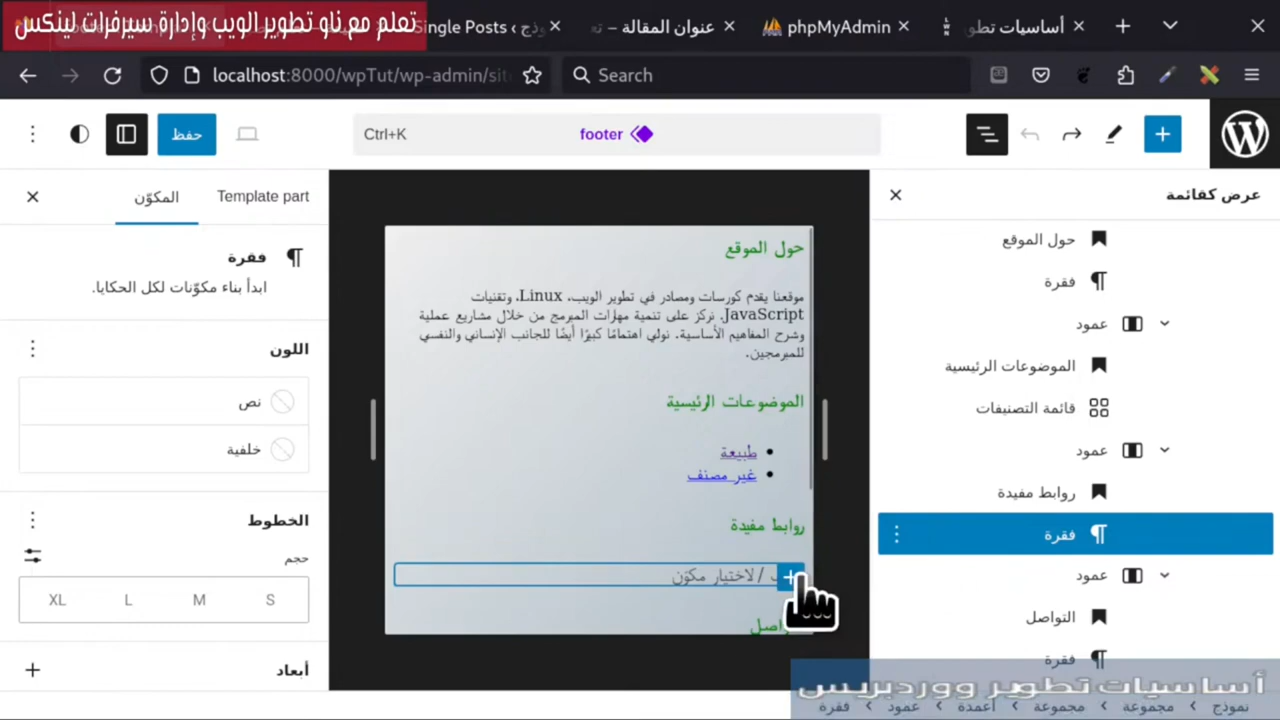 تعلم مع ناو تطوير الويب وإدارة سيرفرات لينكس
Single Posts
عنوان المقالة –
phpMyAdmin
أساسيات تطو
localhost:8000/wpTut/wp-admin/sit
Search
حفظ
Ctrl+K
footer
المكوّن
Template part
فقرة
ابدأ بناء مكوّنات لكل الحكايا.
اللون
نص
خلفية
الخطوط
حجم
XL
L
M
S
أبعاد
حول الموقع
موقعنا يقدم كورسات ومصادر في تطوير الويب، Linux، وتقنيات
JavaScript. نركز على تنمية مهارات المبرمج من خلال مشاريع عملية
وشرح المفاهيم الأساسية. نولي اهتمامًا كبيرًا أيضًا للجانب الإنساني والنفسي
للمبرمجين.
الموضوعات الرئيسية
طبيعة
غير مصنف
روابط مفيدة
/ لاختيار مكوّن
عرض كقائمة
حول الموقع
فقرة
عمود
الموضوعات الرئيسية
قائمة التصنيفات
عمود
روابط مفيدة
فقرة
عمود
التواصل
فقرة
أساسيات تطوير ووردبريس
نموذج
مجموعة
مجموعة
أعمدة
عمود
فقرة